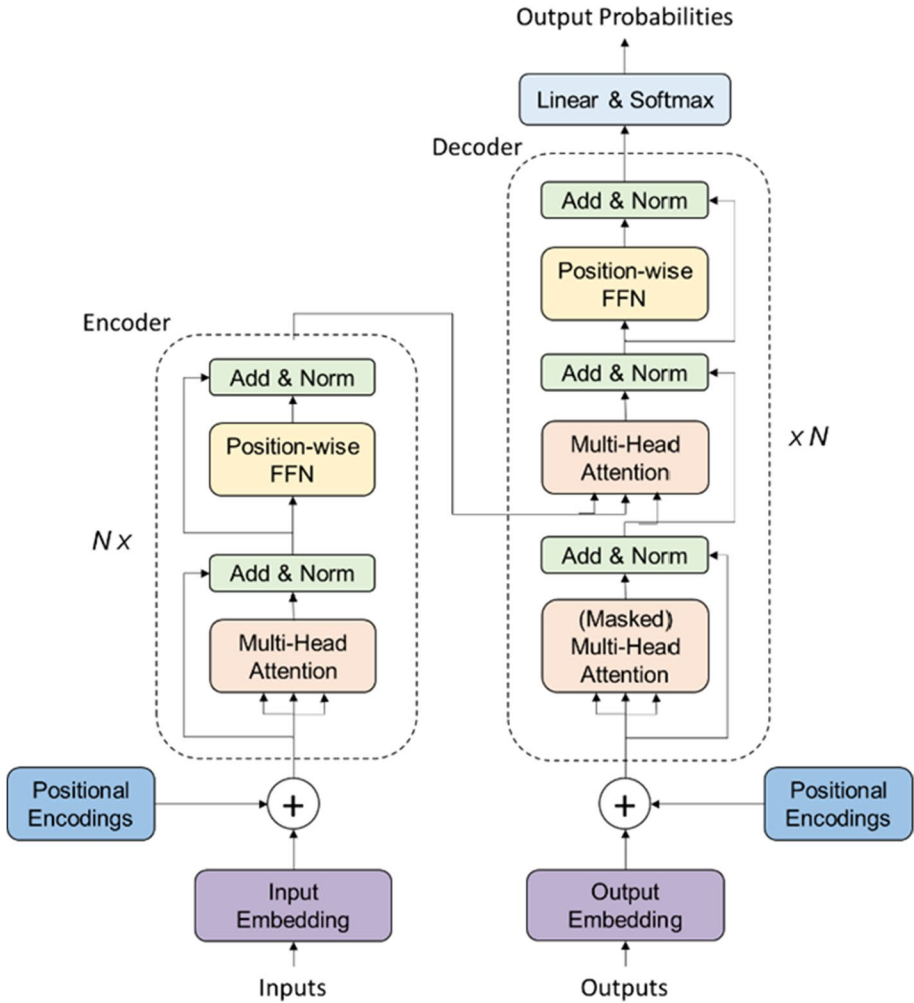 Output Probabilities
Linear & Softmax
Decoder
Add & Norm
Position-wise
FFN
Add & Norm
Multi-Head
Attention
x N
Add & Norm
(Masked)
Multi-Head
Attention
Encoder
Add & Norm
Position-wise
FFN
N x
Add & Norm
Multi-Head
Attention
Positional
Encodings
+
+
Positional
Encodings
Input
Embedding
Output
Embedding
Inputs
Outputs